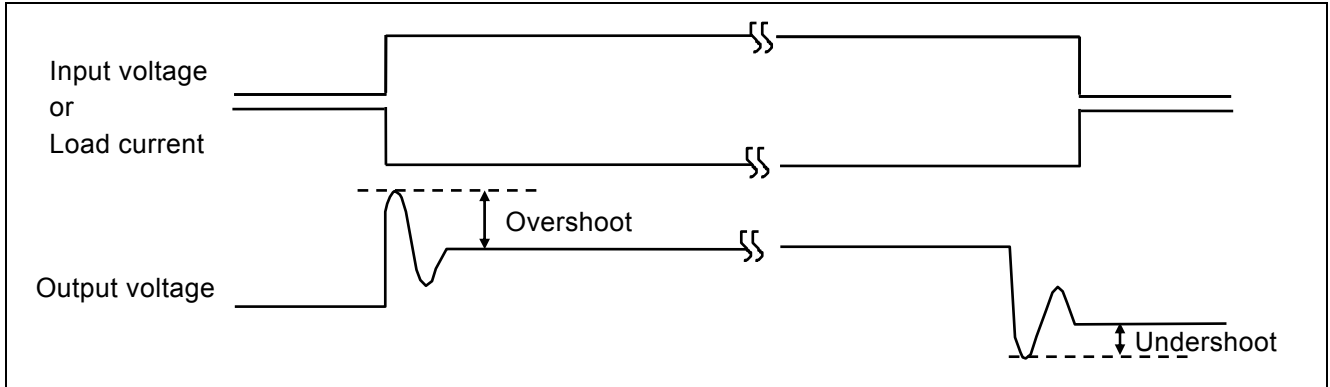 Input voltage
or
Load current
Overshoot
Output voltage
Undershoot